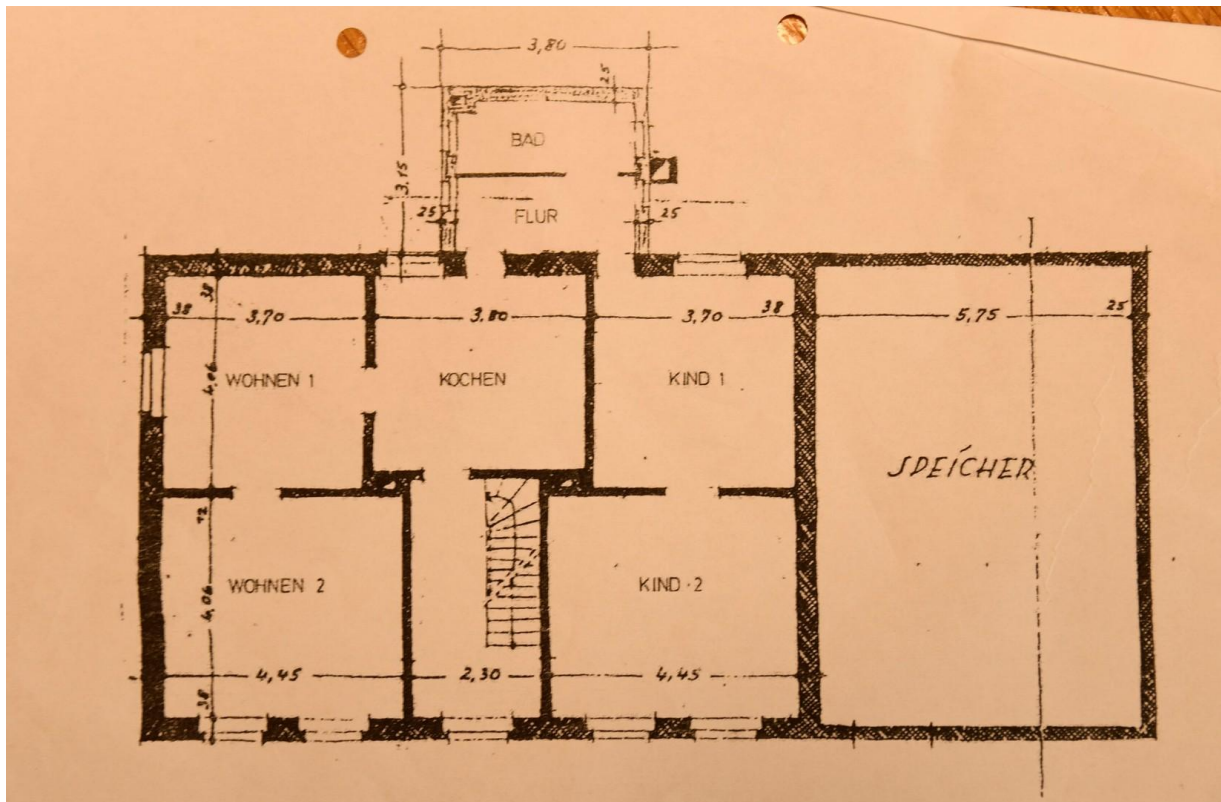 3,80
25
BAD
3,15
FLUR
25
25
38
38
3,70
3,80
3,70
38
5,75
25
4,06
WOHNEN 1
KOCHEN
KIND 1
SPEICHER
12
WOHNEN 2
KIND 2
4,06
4,45
2,30
4,45
38